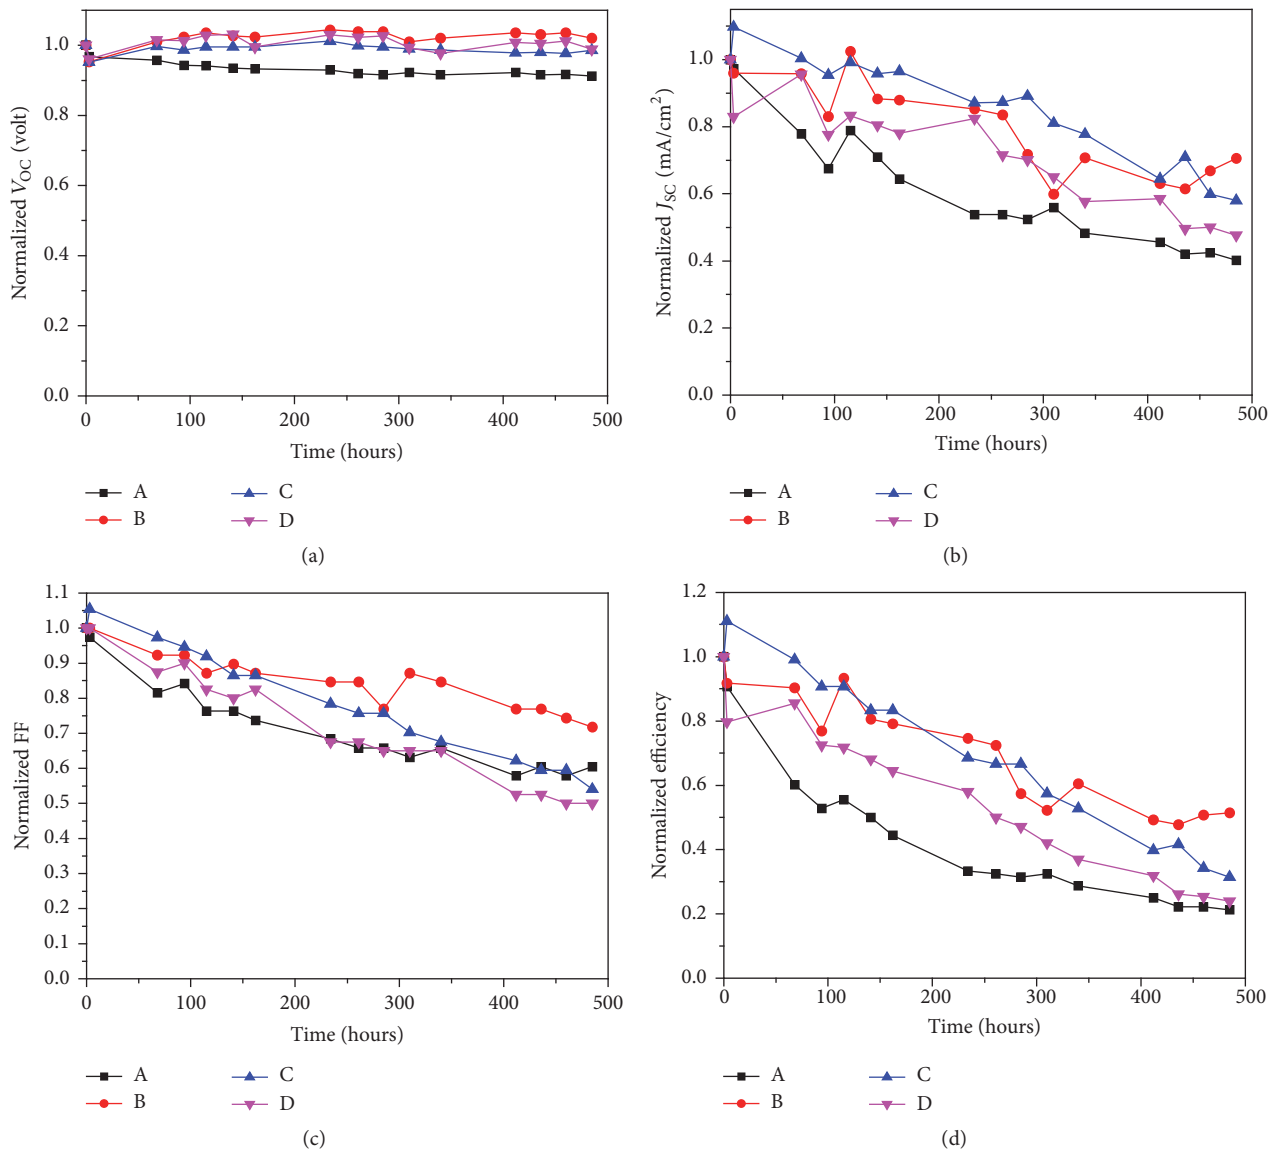 Normalized V_OC (volt)
1.0
0.8
0.6
0.4
0.2
0.0
0 100 200 300 400 500
Time (hours)
A C
B D
(a)
Normalized J_SC (mA/cm²)
1.0
0.8
0.6
0.4
0.2
0.0
0 100 200 300 400 500
Time (hours)
A C
B D
(b)
Normalized FF
1.1
1.0
0.9
0.8
0.7
0.6
0.5
0.4
0.3
0.2
0.1
0.0
0 100 200 300 400 500
Time (hours)
A C
B D
(c)
Normalized efficiency
1.2
1.0
0.8
0.6
0.4
0.2
0.0
0 100 200 300 400 500
Time (hours)
A C
B D
(d)